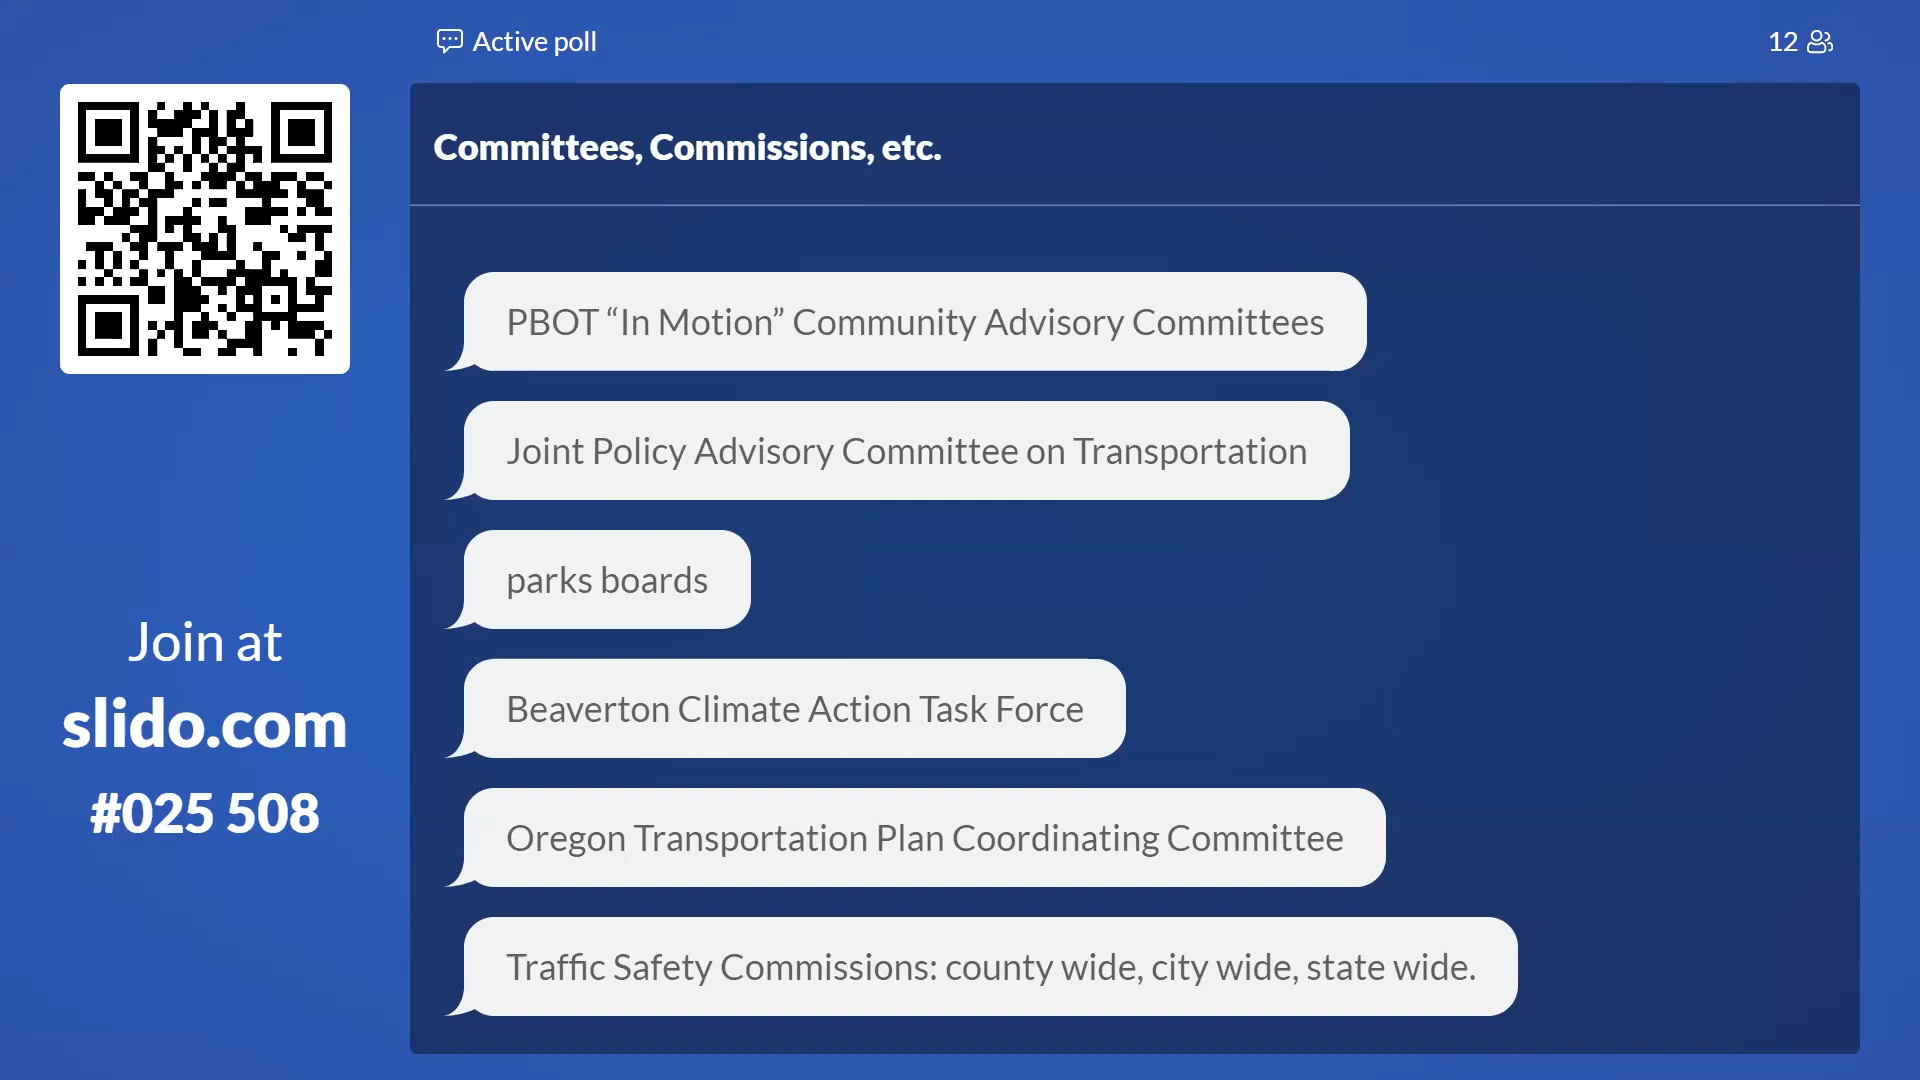 Active poll
12
Committees, Commissions, etc.
PBOT “In Motion” Community Advisory Committees
Joint Policy Advisory Committee on Transportation
parks boards
Beaverton Climate Action Task Force
Oregon Transportation Plan Coordinating Committee
Traffic Safety Commissions: county wide, city wide, state wide.
Join at
slido.com
#025 508